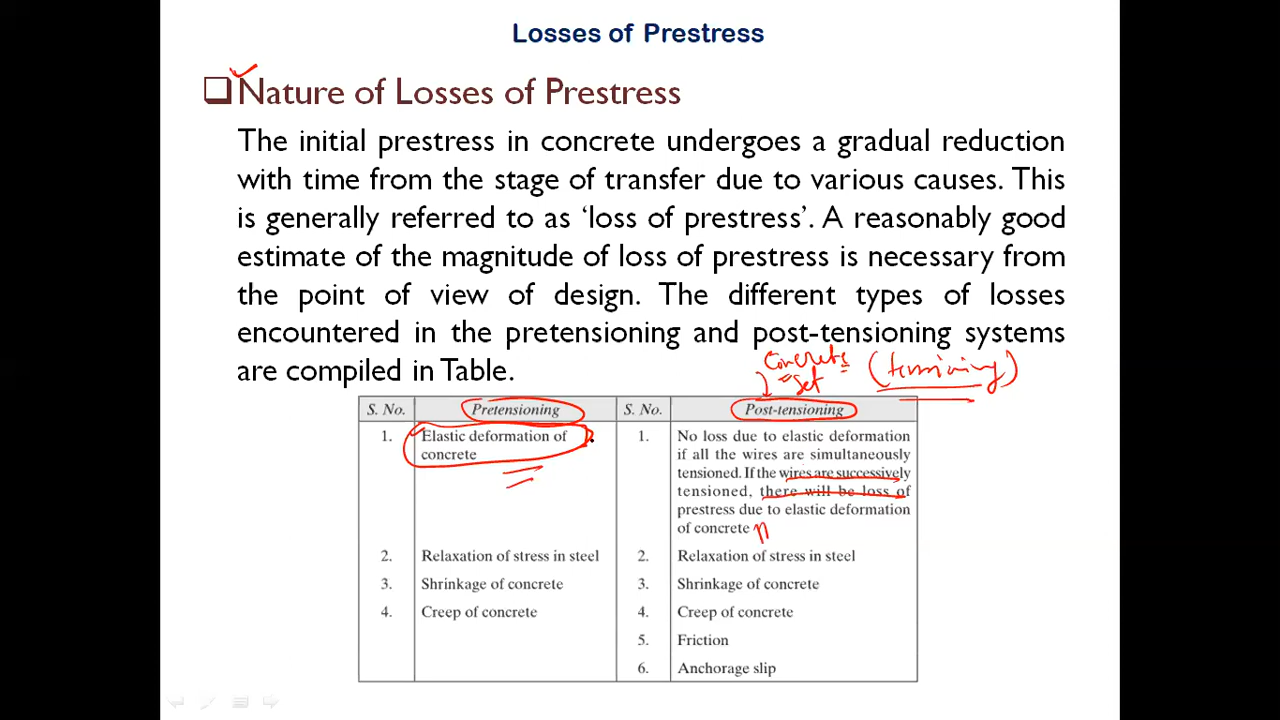 Losses of Prestress
Nature of Losses of Prestress
The initial prestress in concrete undergoes a gradual reduction
with time from the stage of transfer due to various causes. This
is generally referred to as ‘loss of prestress’. A reasonably good
estimate of the magnitude of loss of prestress is necessary from
the point of view of design. The different types of losses
encountered in the pretensioning and post-tensioning systems
are compiled in Table.
Concrete (tensioning)
set
S. No. Pretensioning S. No. Post-tensioning
1. Elastic deformation of 1. No loss due to elastic deformation
concrete if all the wires are simultaneously
tensioned. If the wires are successively
tensioned, there will be loss of
prestress due to elastic deformation
of concrete n
2. Relaxation of stress in steel 2. Relaxation of stress in steel
3. Shrinkage of concrete 3. Shrinkage of concrete
4. Creep of concrete 4. Creep of concrete
5. Friction
6. Anchorage slip